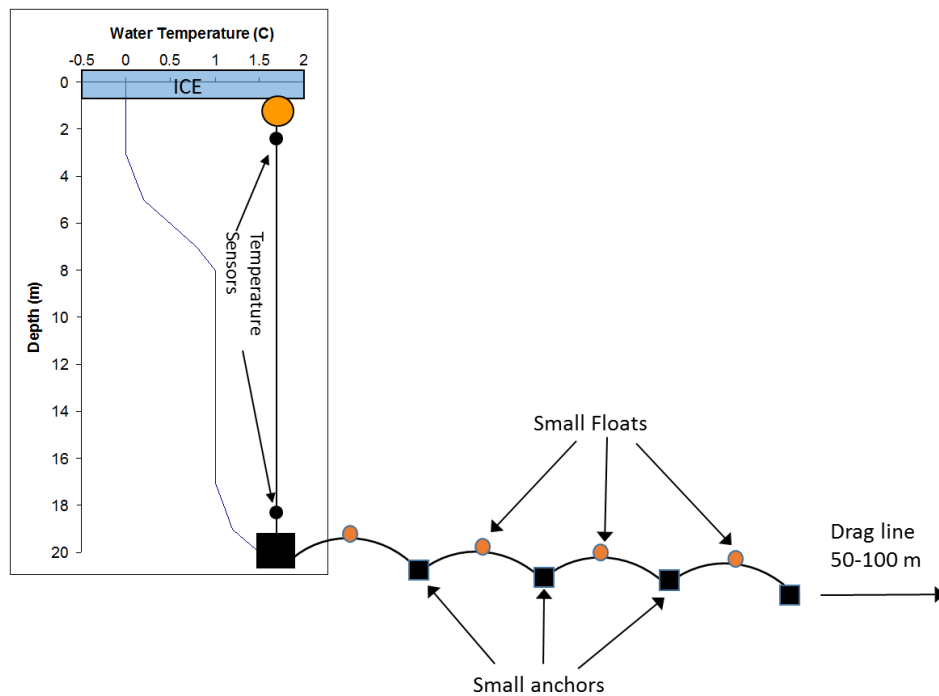 Water Temperature (C)
-0.5 0 0.5 1 1.5 2
ICE
0
2
4
6
8
10
12
14
16
18
20
Depth (m)
Temperature
Sensors
Small Floats
Drag line
50-100 m
Small anchors